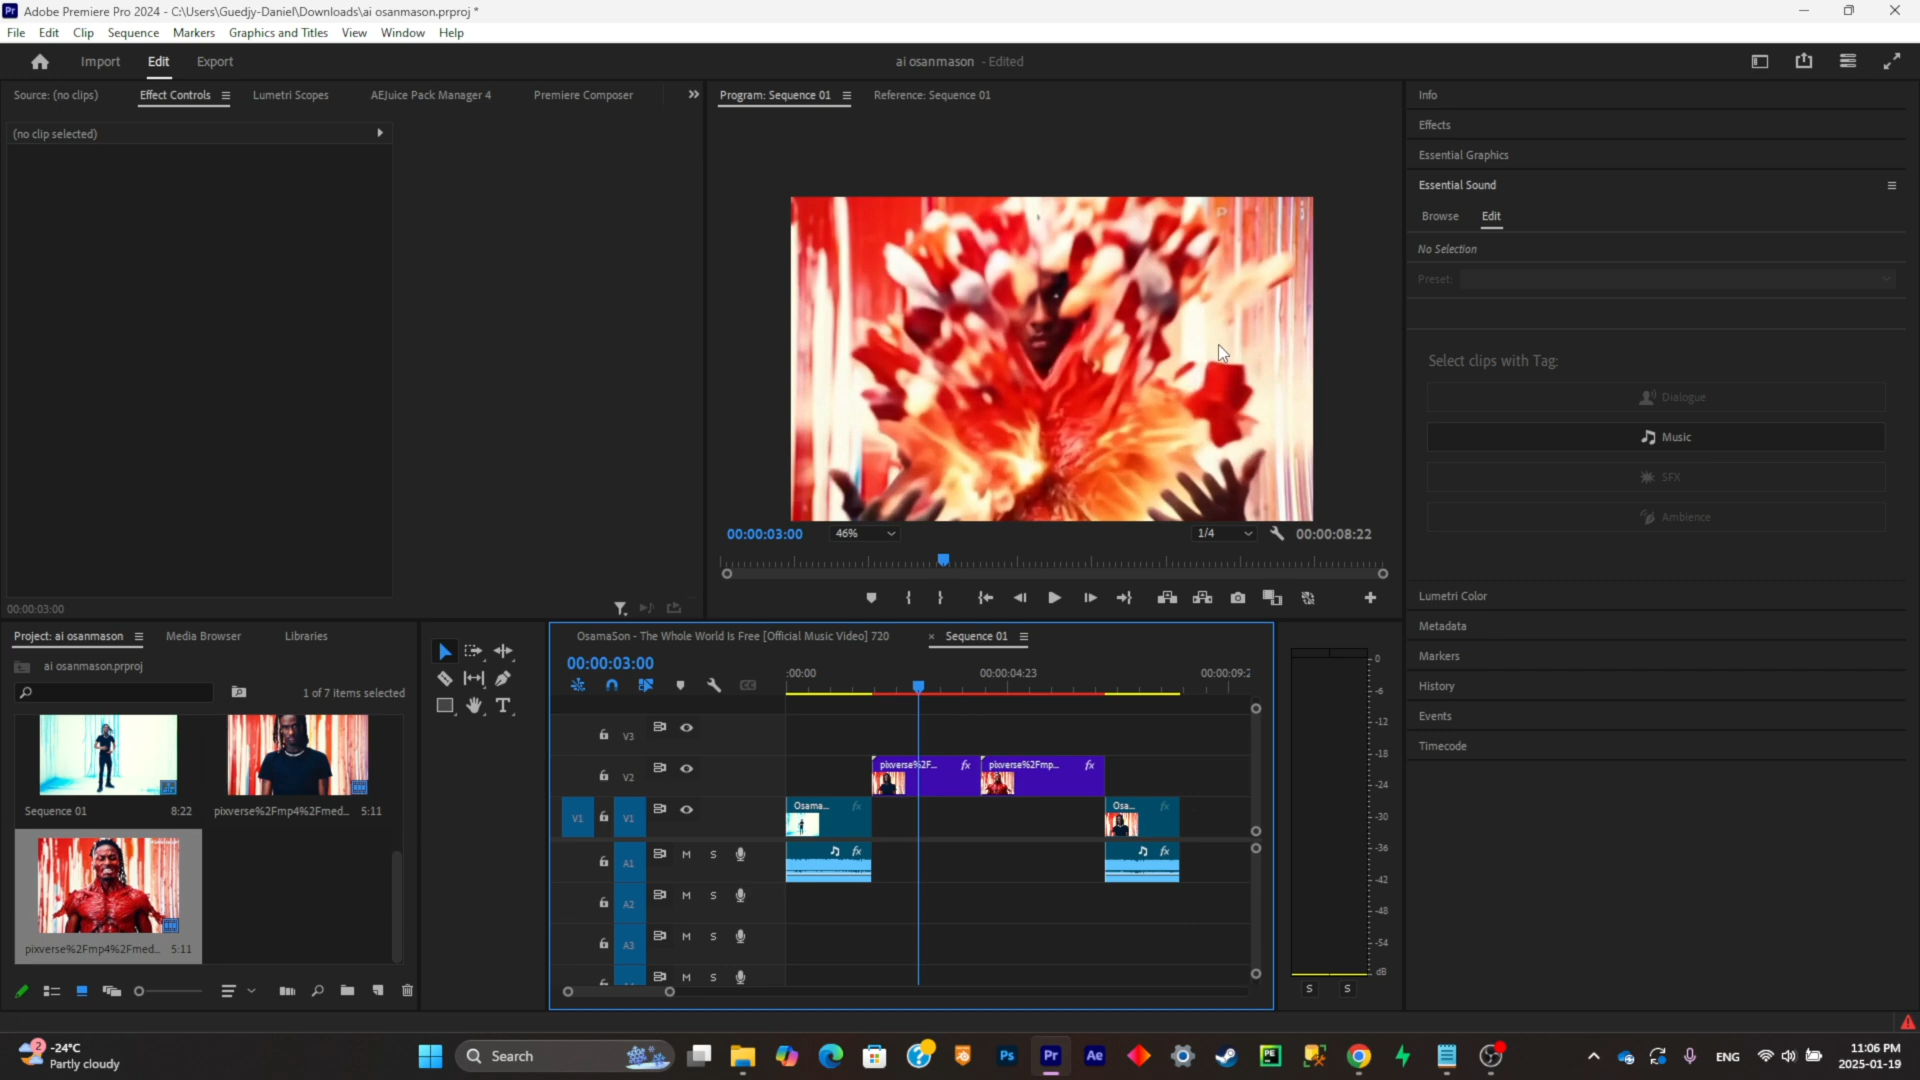 Pr Adobe Premiere Pro 2024 - C:\Users\Guedjy-Daniel\Downloads\ai osanmason.prproj *
File Edit Clip Sequence Markers Graphics and Titles View Window Help
Import Edit Export
ai osanmason - Edited
Source: (no clips) Effect Controls Lumetri Scopes AEJuice Pack Manager 4 Premiere Composer
Program: Sequence 01 Reference: Sequence 01
Info
Effects
Essential Graphics
Essential Sound
Browse Edit
No Selection
Preset:
Select clips with Tag:
Dialogue
Music
SFX
Ambience
Lumetri Color
Metadata
Markers
History
Events
Timecode
(no clip selected)
00:00:03:00
00:00:03:00 46% 1/4 00:00:08:22
Project: ai osanmason Media Browser Libraries
ai osanmason.prproj
1 of 7 items selected
Sequence 01 8:22
pixverse%2Fmp4%2Fmed... 5:11
pixverse%2Fmp4%2Fmed... 5:11
OsamaSon - The Whole World Is Free [Official Music Video] 720 × Sequence 01
00:00:03:00
:00:00 00:00:04:23 00:00:09:2
V3
V2 pixverse%2F... fx pixverse%2Fmp... fx
V1 V1 Osama... fx Osa... fx
A1 M S fx fx
A2 M S
A3 M S
M S
0
-6
-12
-18
-24
-30
-36
-42
-48
-54
dB
S S
2 -24°C
Partly cloudy
Search
Ps Pr Ae PE
ENG
11:06 PM
2025-01-19